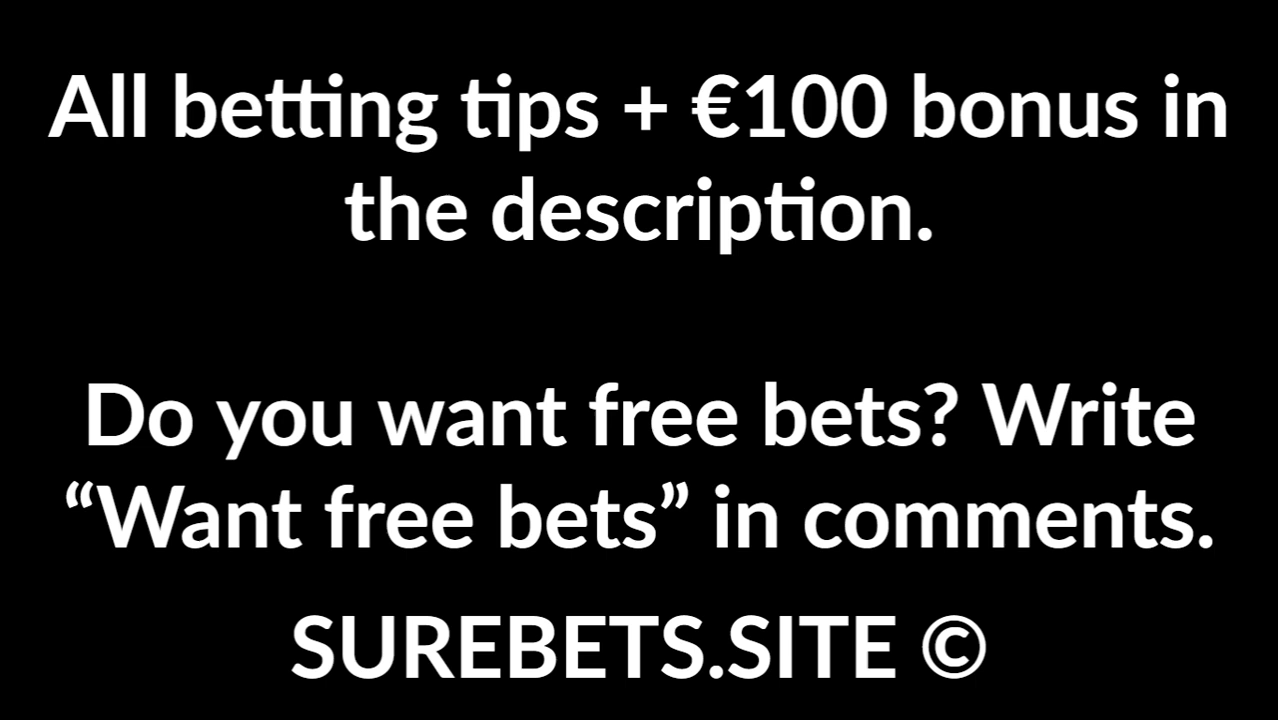 All betting tips + €100 bonus in
the description.
Do you want free bets? Write
“Want free bets” in comments.
SUREBETS.SITE ©